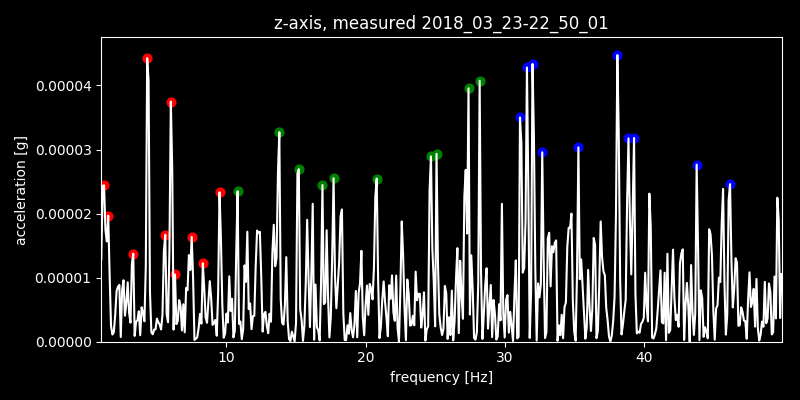 z-axis, measured 2018_03_23-22_50_01
acceleration [g]
0.00004
0.00003
0.00002
0.00001
0.00000
10 20 30 40
frequency [Hz]